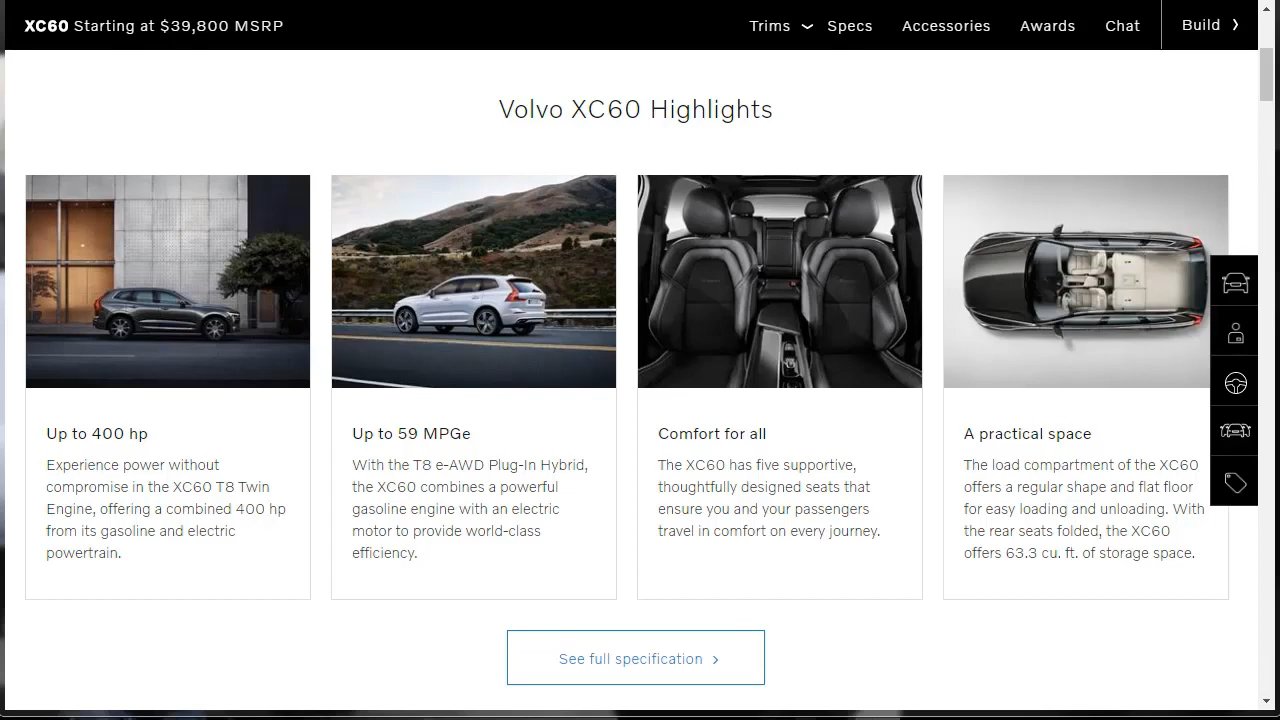 XC60 Starting at $39,800 MSRP
Trims Specs Accessories Awards Chat Build
Volvo XC60 Highlights
Up to 400 hp
Experience power without
compromise in the XC60 T8 Twin
Engine, offering a combined 400 hp
from its gasoline and electric
powertrain.
Up to 59 MPGe
With the T8 e-AWD Plug-In Hybrid,
the XC60 combines a powerful
gasoline engine with an electric
motor to provide world-class
efficiency.
Comfort for all
The XC60 has five supportive,
thoughtfully designed seats that
ensure you and your passengers
travel in comfort on every journey.
A practical space
The load compartment of the XC60
offers a regular shape and flat floor
for easy loading and unloading. With
the rear seats folded, the XC60
offers 63.3 cu. ft. of storage space.
See full specification